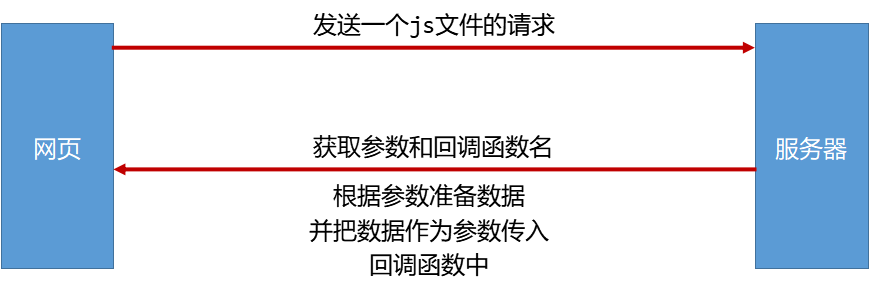 发送一个js文件的请求
网页
服务器
获取参数和回调函数名
根据参数准备数据
并把数据作为参数传入
回调函数中